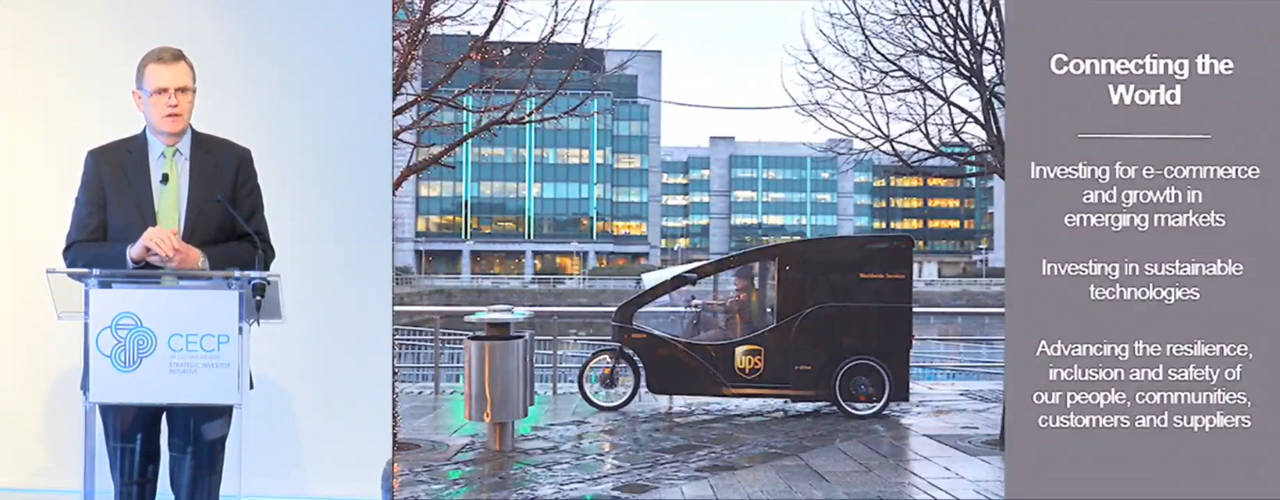 CECP
STRATEGIC INVESTOR
INITIATIVE
Worldwide Services
ups
Connecting the
World
Investing for e-commerce
and growth in
emerging markets
Investing in sustainable
technologies
Advancing the resilience,
inclusion and safety of
our people, communities,
customers and suppliers